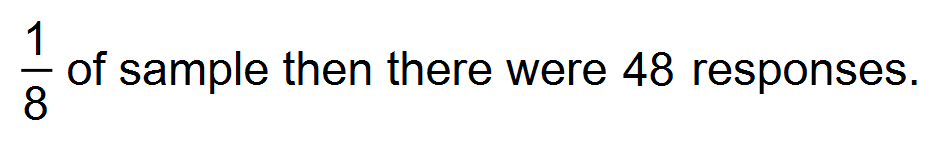 1/8 of sample then there were 48 responses.